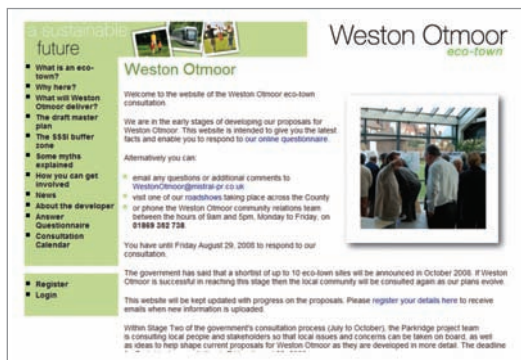 a sustainable
future
Weston Otmoor
eco-town
What is an eco-
town?
Why here?
What will Weston
Otmoor deliver?
The draft master
plan
The SSSI buffer
zone
Some myths
explained
How you can get
involved
News
About the developer
Answer
Questionnaire
Consultation
Calendar
Register
Login
Weston Otmoor
Welcome to the website of the Weston Otmoor eco-town
consultation.
We are in the early stages of developing our proposals for
Weston Otmoor. This website is intended to give you the latest
facts and enable you to respond to our online questionnaire.
Alternatively you can:
email any questions or additional comments to
WestonOtmoor@mistral-pr.co.uk
visit one of our roadshows taking place across the County
or phone the Weston Otmoor community relations team
between the hours of 9am and 5pm, Monday to Friday, on
01869 362 738.
You have until Friday August 29, 2008 to respond to our
consultation.
The government has said that a shortlist of up to 10 eco-town sites will be announced in October 2008. If Weston
Otmoor is successful in reaching this stage then the local community will be consulted again as our plans evolve.
This website will be kept updated with progress on the proposals. Please register your details here to receive
emails when new information is uploaded.
Within Stage Two of the government's consultation process (July to October), the Parkridge project team
is consulting local people and stakeholders so that local issues and concerns can be taken on board, as well
as ideas to help shape current proposals for Weston Otmoor as they are developed in more detail. The deadline